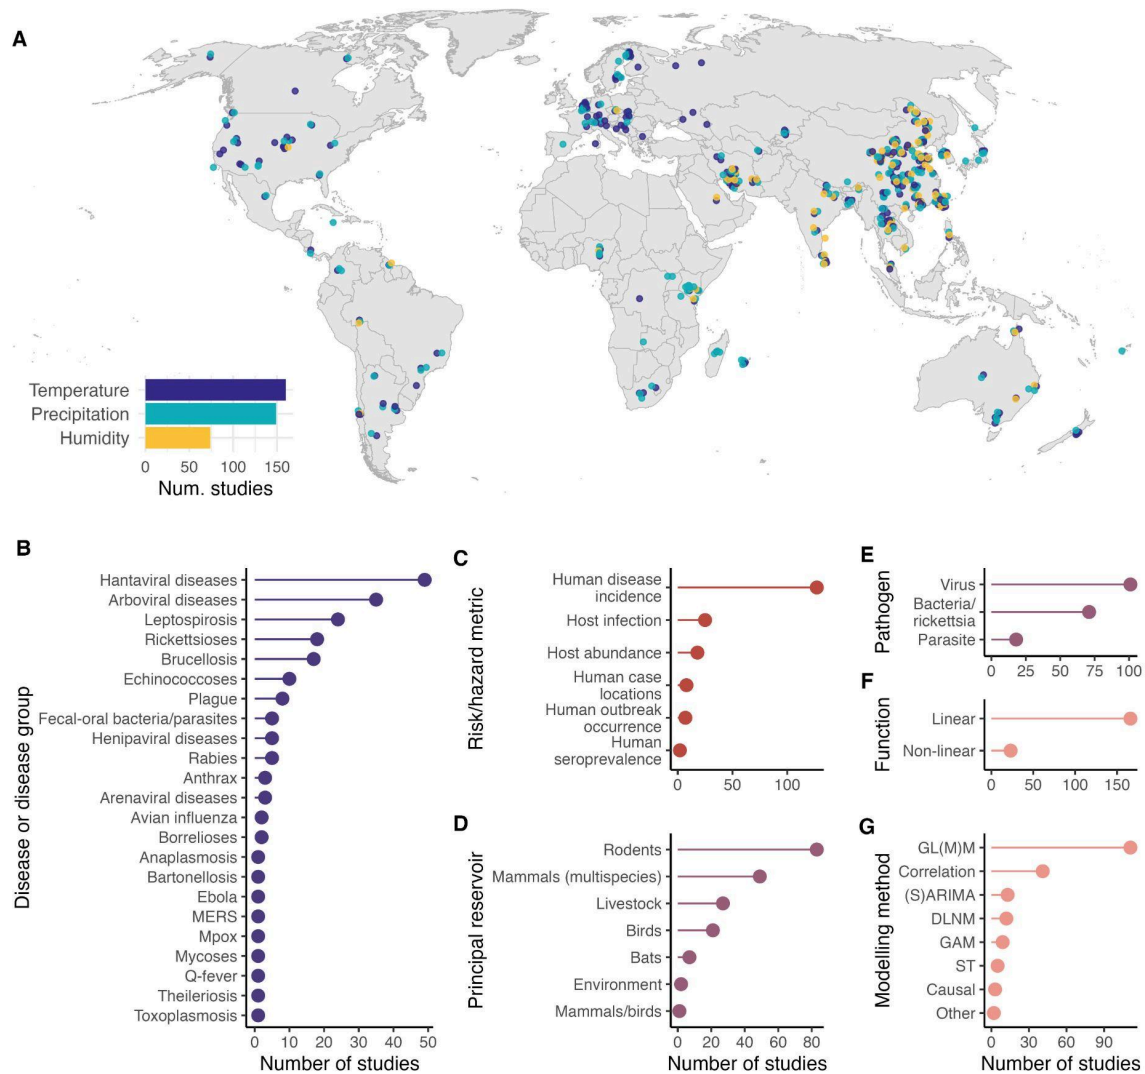 A
Temperature
Precipitation
Humidity
0 50 100 150
Num. studies
B
Disease or disease group
Hantaviral diseases
Arboviral diseases
Leptospirosis
Rickettsioses
Brucellosis
Echinococcoses
Plague
Fecal-oral bacteria/parasites
Henipaviral diseases
Rabies
Anthrax
Arenaviral diseases
Avian influenza
Borrelioses
Anaplasmosis
Bartonellosis
Ebola
MERS
Mpox
Mycoses
Q-fever
Theileriosis
Toxoplasmosis
0 10 20 30 40 50
Number of studies
C
Risk/hazard metric
Human disease
incidence
Host infection
Host abundance
Human case
locations
Human outbreak
occurrence
Human
seroprevalence
0 50 100
D
Principal reservoir
Rodents
Mammals (multispecies)
Livestock
Birds
Bats
Environment
Mammals/birds
0 20 40 60 80
Number of studies
E
Pathogen
Virus
Bacteria/
rickettsia
Parasite
0 25 50 75 100
F
Function
Linear
Non-linear
0 50 100 150
G
Modelling method
GL(M)M
Correlation
(S)ARIMA
DLNM
GAM
ST
Causal
Other
0 30 60 90
Number of studies